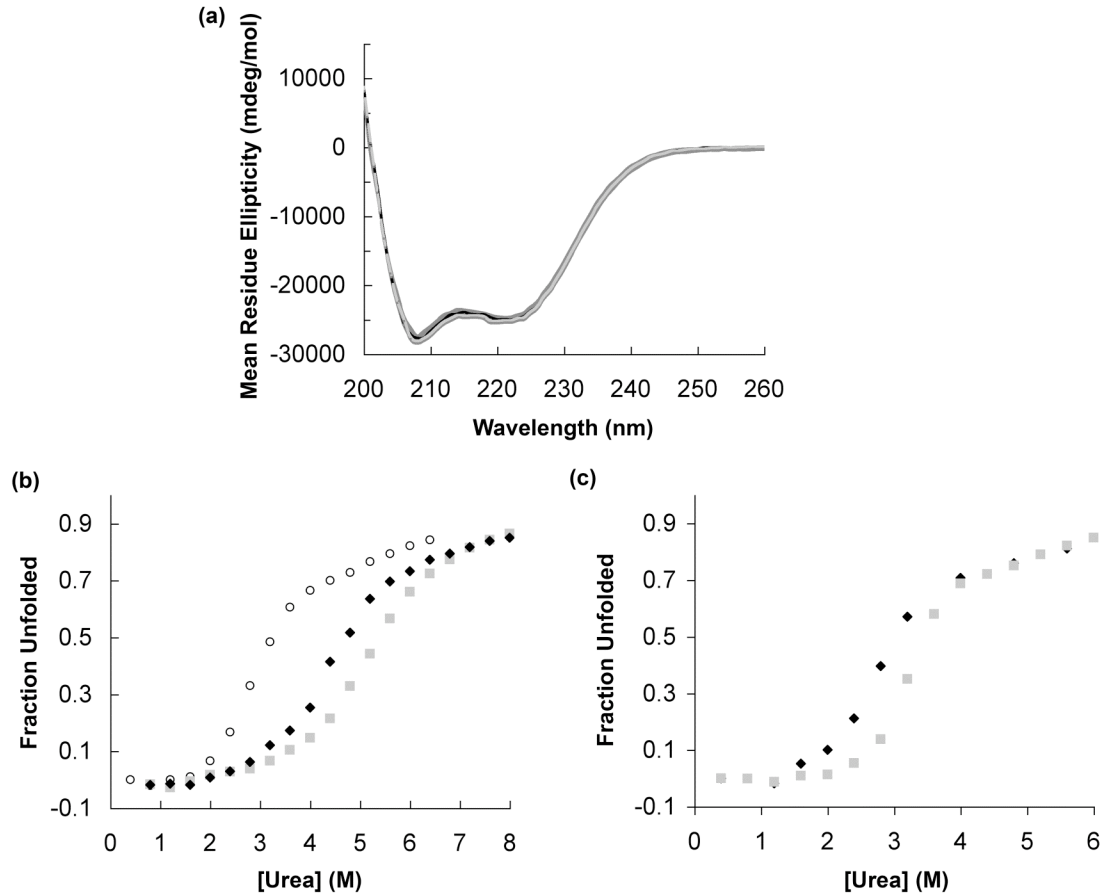 (a)
Mean Residue Ellipticity (mdeg/mol)
10000
0
-10000
-20000
-30000
200 210 220 230 240 250 260
Wavelength (nm)
(b)
Fraction Unfolded
0.9
0.7
0.5
0.3
0.1
-0.1
0 1 2 3 4 5 6 7 8
[Urea] (M)
(c)
Fraction Unfolded
0.9
0.7
0.5
0.3
0.1
-0.1
0 1 2 3 4 5 6
[Urea] (M)